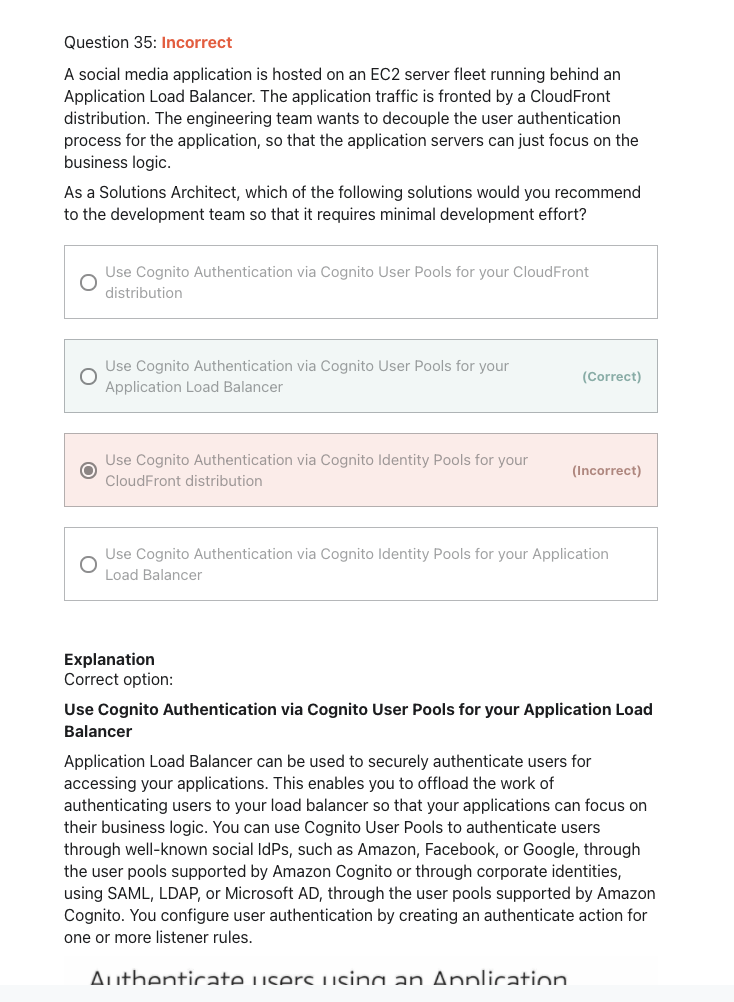 Question 35: Incorrect
A social media application is hosted on an EC2 server fleet running behind an
Application Load Balancer. The application traffic is fronted by a CloudFront
distribution. The engineering team wants to decouple the user authentication
process for the application, so that the application servers can just focus on the
business logic.
As a Solutions Architect, which of the following solutions would you recommend
to the development team so that it requires minimal development effort?
Use Cognito Authentication via Cognito User Pools for your CloudFront
distribution
Use Cognito Authentication via Cognito User Pools for your
Application Load Balancer
(Correct)
Use Cognito Authentication via Cognito Identity Pools for your
CloudFront distribution
(Incorrect)
Use Cognito Authentication via Cognito Identity Pools for your Application
Load Balancer
Explanation
Correct option:
Use Cognito Authentication via Cognito User Pools for your Application Load
Balancer
Application Load Balancer can be used to securely authenticate users for
accessing your applications. This enables you to offload the work of
authenticating users to your load balancer so that your applications can focus on
their business logic. You can use Cognito User Pools to authenticate users
through well-known social IdPs, such as Amazon, Facebook, or Google, through
the user pools supported by Amazon Cognito or through corporate identities,
using SAML, LDAP, or Microsoft AD, through the user pools supported by Amazon
Cognito. You configure user authentication by creating an authenticate action for
one or more listener rules.
Authenticate users using an Application